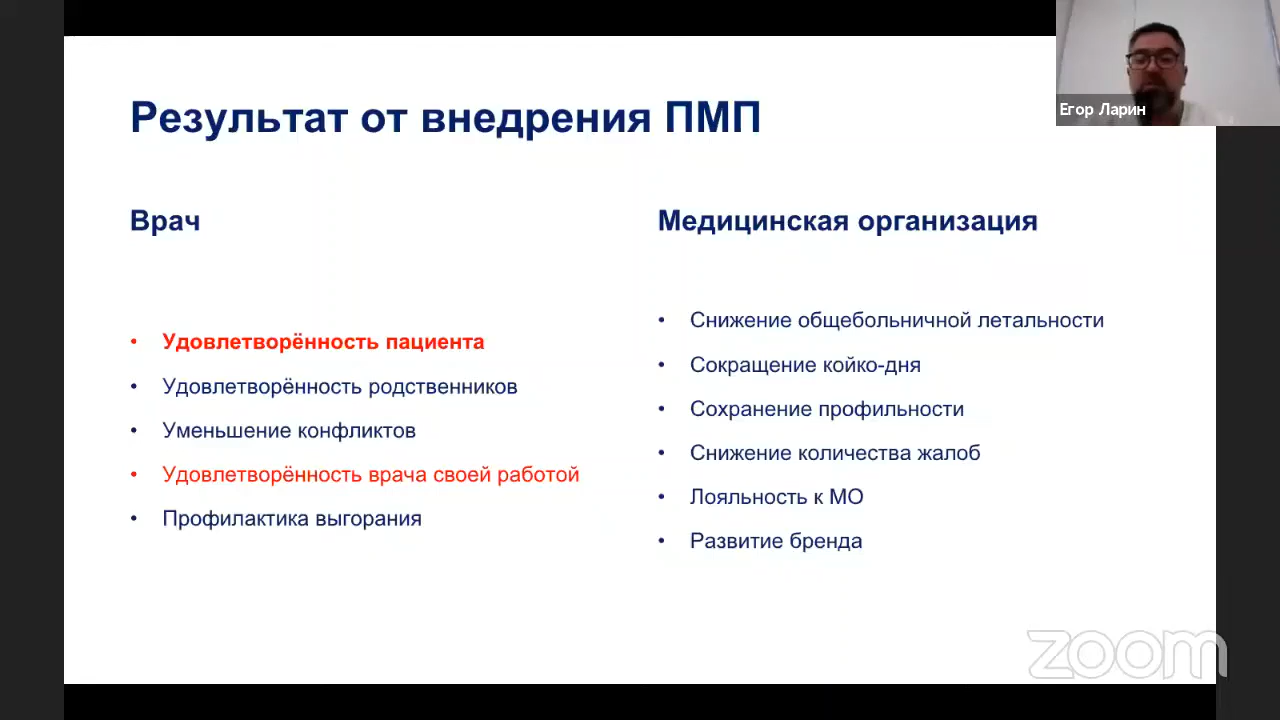 Результат от внедрения ПМП
Егор Ларин
Врач
Удовлетворённость пациента
Удовлетворённость родственников
Уменьшение конфликтов
Удовлетворённость врача своей работой
Профилактика выгорания
Медицинская организация
Снижение общебольничной летальности
Сокращение койко-дня
Сохранение профильности
Снижение количества жалоб
Лояльность к МО
Развитие бренда
zoom